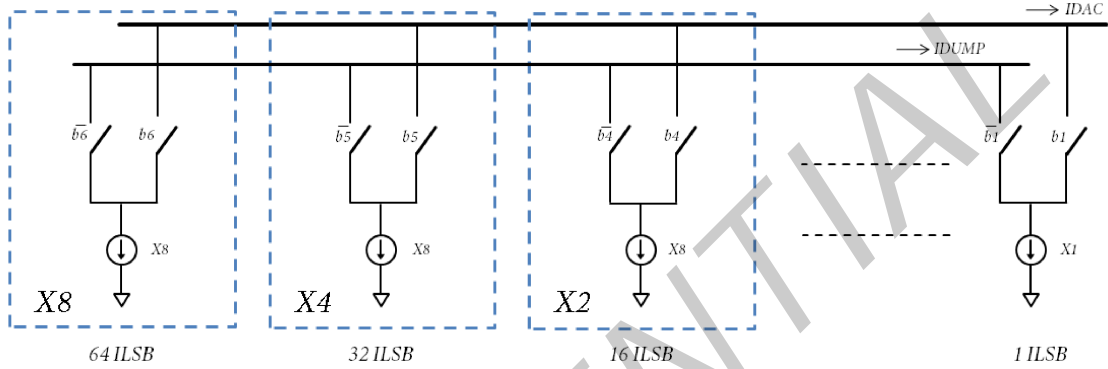 IDAC
IDUMP
b6 b6 b5 b5 b4 b4 b1 b1
X8 X8 X8 X1
X8 X4 X2
64 ILSB 32 ILSB 16 ILSB 1 ILSB
ENTIAL